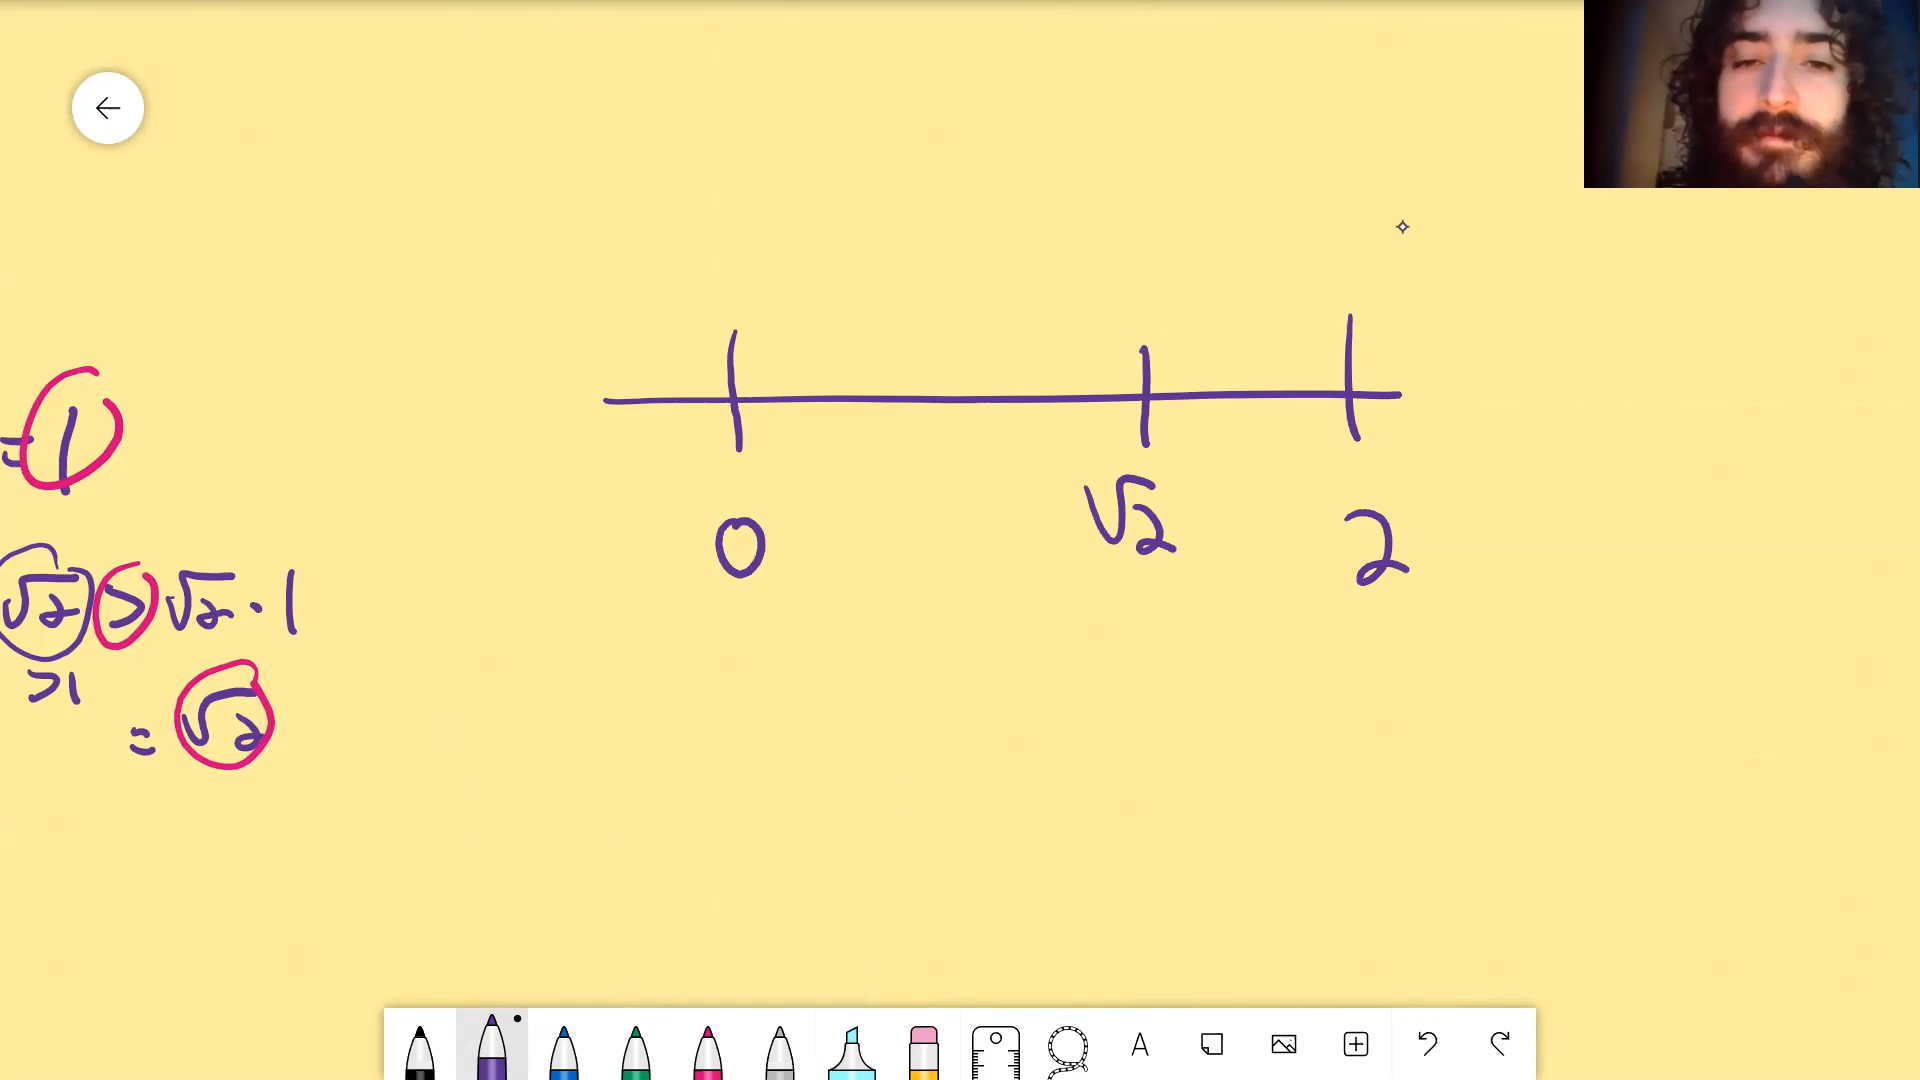 = 1
√2 > √2 · 1
>1
= √2
0 √2 2
A